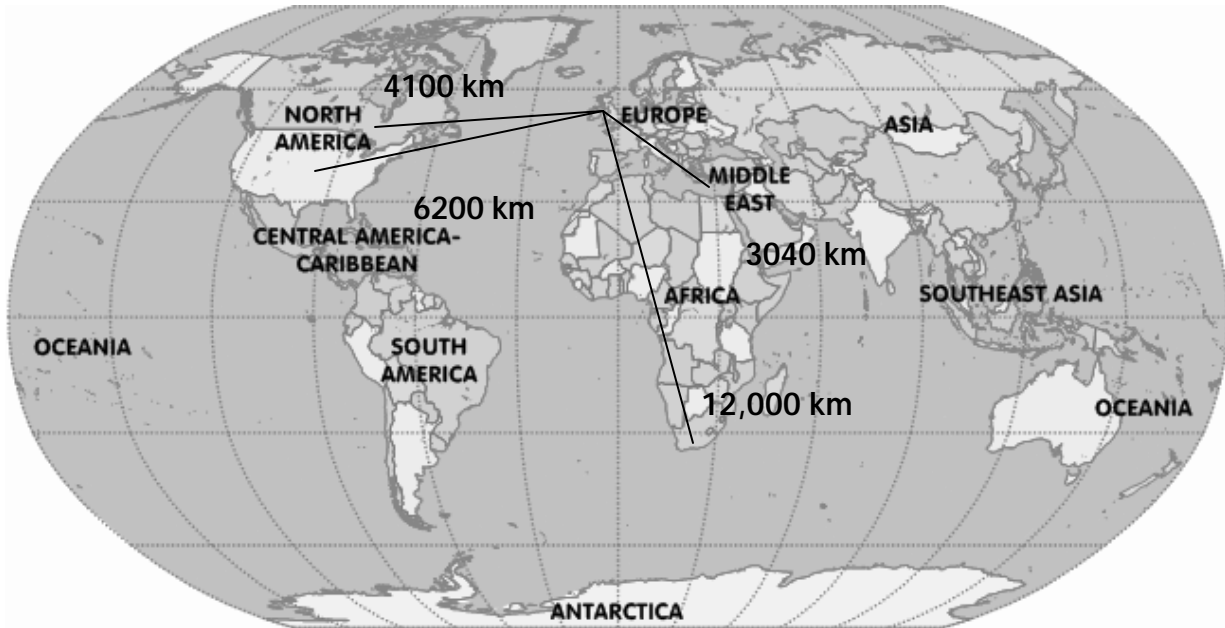 4100 km
NORTH
AMERICA
EUROPE
ASIA
MIDDLE
EAST
6200 km
CENTRAL AMERICA-
CARIBBEAN
3040 km
AFRICA
SOUTHEAST ASIA
OCEANIA
SOUTH
AMERICA
12,000 km
OCEANIA
ANTARCTICA